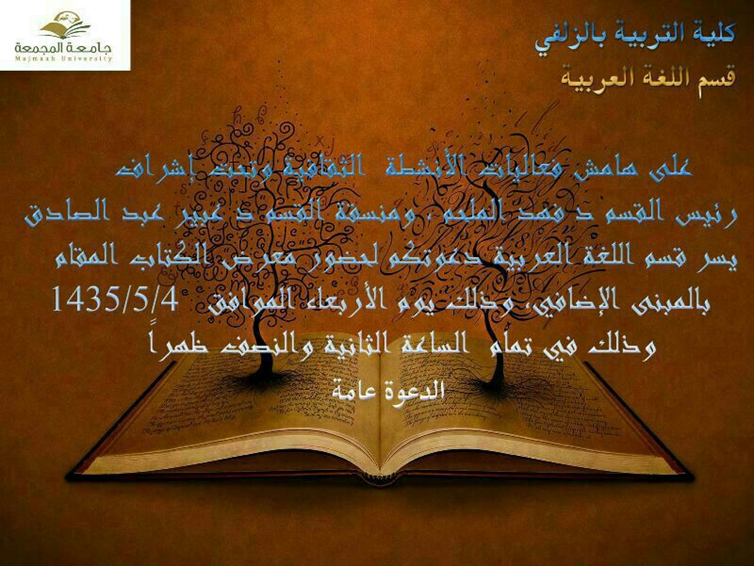 جامعة المجمعة
Majmaah University
كلية التربية بالزلفي
قسم اللغة العربية
على هامش فعاليات الأنشطة الثقافية وتحت إشراف
رئيس القسم د فهد الملحم ، ومنسقة القسم د عبير عبد الصادق
يسر قسم اللغة العربية دعوتكم لحضور معرض الكتاب المقام
بالمبنى الإضافي، وذلك يوم الأربعاء الموافق 1435/5/4
وذلك في تمام الساعة الثانية والنصف ظهراً
الدعوة عامة